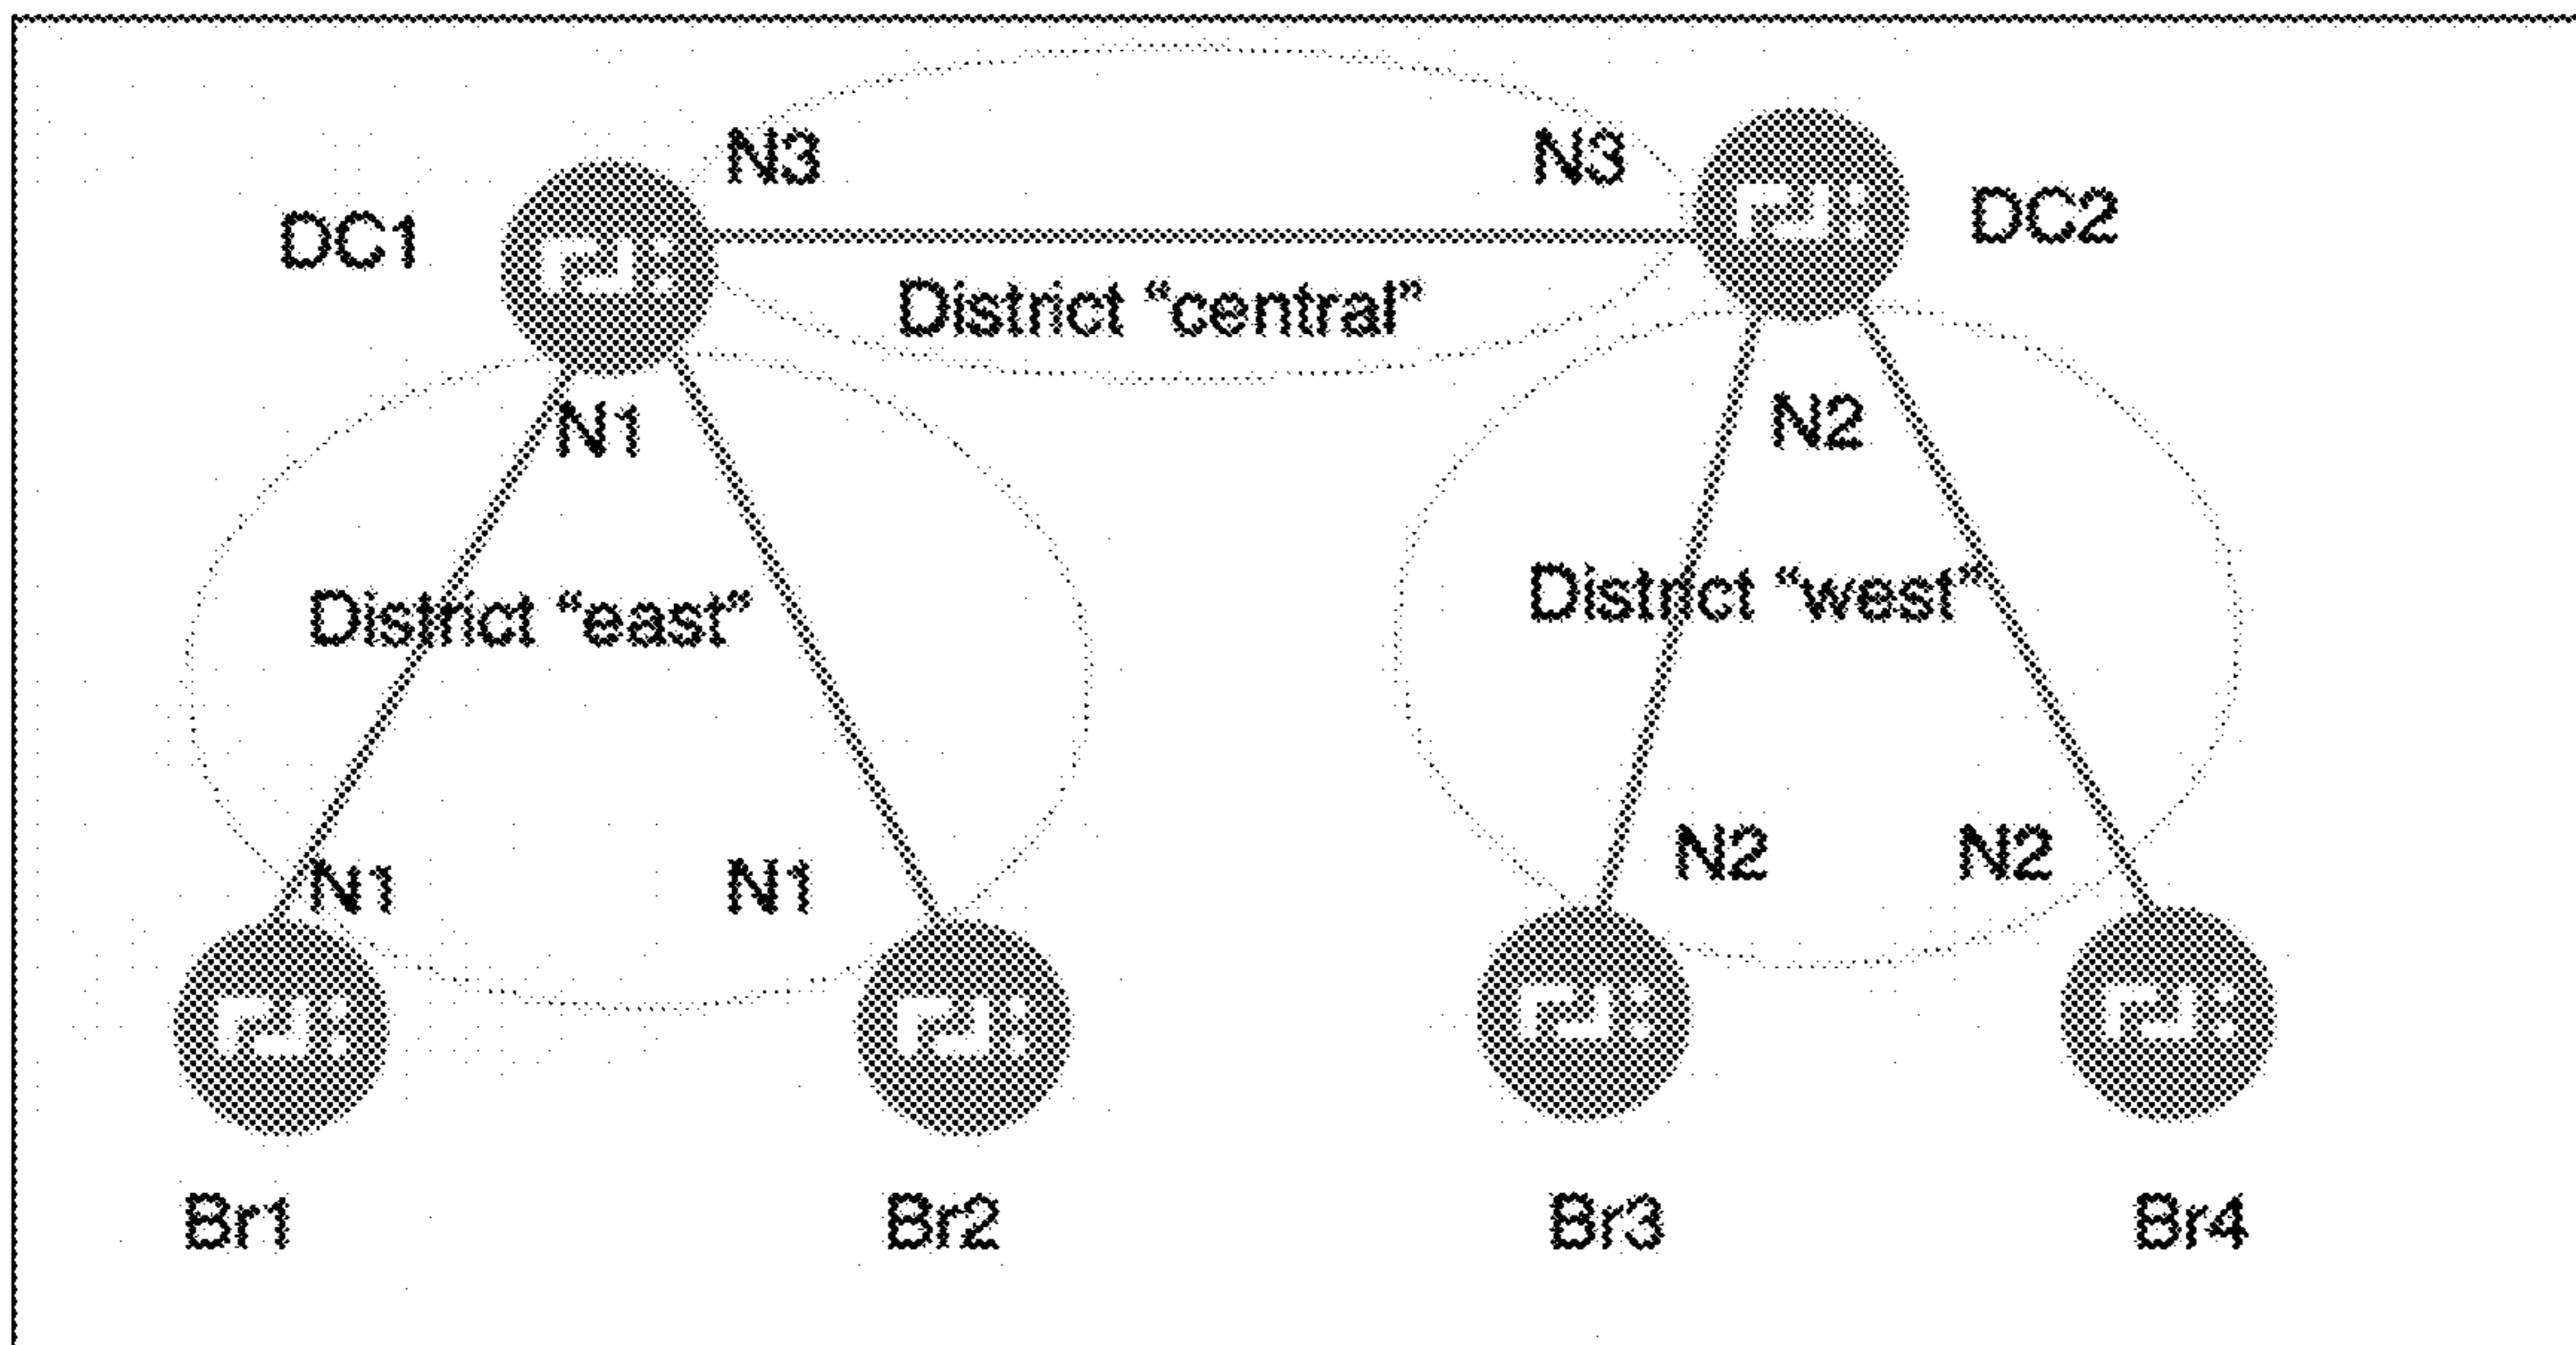 N3
N3
DC1
DC2
District “central”
N1
N2
District “east”
District “west”
N1
N1
N2
N2
Br1
Br2
Br3
Br4